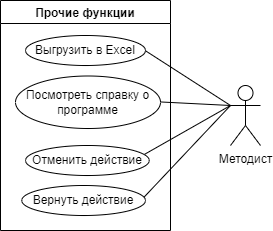 Прочие функции
Выгрузить в Excel
Посмотреть справку о
программе
Отменить действие
Вернуть действие
Методист